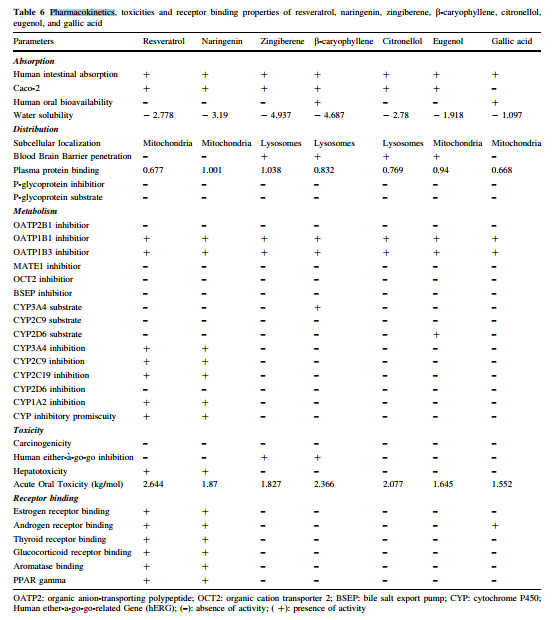 Table 6 Pharmacokinetics, toxicities and receptor binding properties of resveratrol, naringenin, zingiberene, β-caryophyllene, citronellol, eugenol, and gallic acid
Parameters Resveratrol Naringenin Zingiberene β-caryophyllene Citronellol Eugenol Gallic acid
Absorption
Human intestinal absorption + + + + + + +
Caco-2 + + + + + + –
Human oral bioavailability – – – + – – +
Water solubility − 2.778 − 3.19 − 4.937 − 4.687 − 2.78 − 1.918 − 1.097
Distribution
Subcellular localization Mitochondria Mitochondria Lysosomes Lysosomes Lysosomes Mitochondria Mitochondria
Blood Brain Barrier penetration – – + + + + –
Plasma protein binding 0.677 1.001 1.038 0.832 0.769 0.94 0.668
P-glycoprotein inhibitior – – – – – – –
P-glycoprotein substrate – – – – – – –
Metabolism
OATP2B1 inhibitior – – – – – – –
OATP1B1 inhibitior + + + + + + +
OATP1B3 inhibitior + + + + + + +
MATE1 inhibitior – – – – – – –
OCT2 inhibitior – – – – – – –
BSEP inhibitior – – – – – – –
CYP3A4 substrate – – – + – – –
CYP2C9 substrate – – – – – – –
CYP2D6 substrate – – – – – + –
CYP3A4 inhibition + + – – – – –
CYP2C9 inhibition + + – – – – –
CYP2C19 inhibition + + – – – – –
CYP2D6 inhibition – – – – – – –
CYP1A2 inhibition + + – – – – –
CYP inhibitory promiscuity + + – – – – –
Toxicity
Carcinogenicity – – – – – – –
Human either-à-go-go inhibition – – + + – – –
Hepatotoxicity + + – – – – –
Acute Oral Toxicity (kg/mol) 2.644 1.87 1.827 2.366 2.077 1.645 1.552
Receptor binding
Estrogen receptor binding + + – – – – –
Androgen receptor binding + + – – – – +
Thyroid receptor binding + + – – – – –
Glucocorticoid receptor binding + + – – – – –
Aromatase binding + + – – – – –
PPAR gamma + + – – – – –
OATP2: organic anion-transporting polypeptide; OCT2: organic cation transporter 2; BSEP: bile salt export pump; CYP: cytochrome P450;
Human ether-a-go-go-related Gene (hERG); (–): absence of activity; ( +): presence of activity